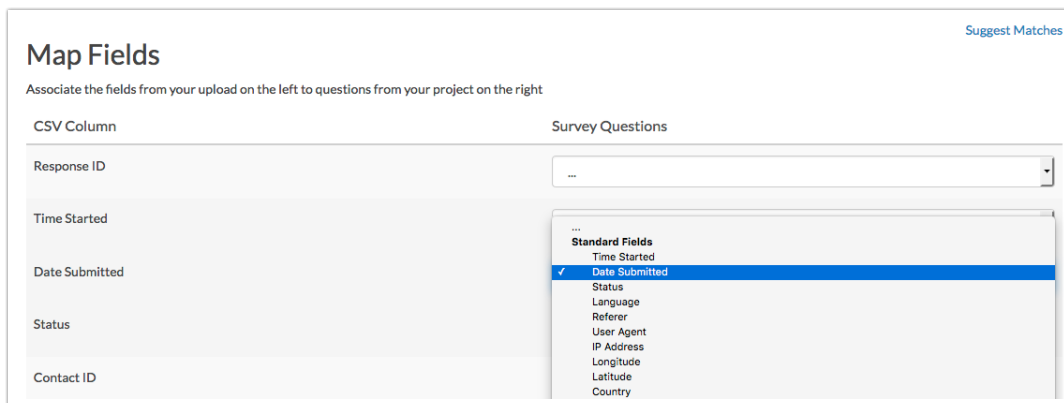 Suggest Matches
Map Fields
Associate the fields from your upload on the left to questions from your project on the right
CSV Column Survey Questions
Response ID ...
Time Started
...
Standard Fields
Time Started
Date Submitted ✓ Date Submitted
Status
Language
Referer
Status
User Agent
IP Address
Longitude
Contact ID
Latitude
Country